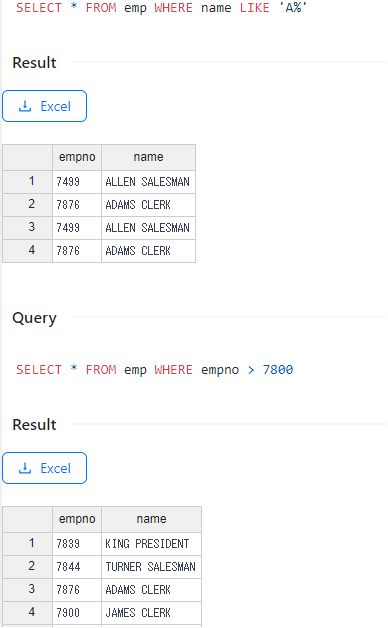 SELECT * FROM emp WHERE name LIKE 'A%'
Result
Excel
empno name
1 7499 ALLEN SALESMAN
2 7876 ADAMS CLERK
3 7499 ALLEN SALESMAN
4 7876 ADAMS CLERK
Query
SELECT * FROM emp WHERE empno > 7800
Result
Excel
empno name
1 7839 KING PRESIDENT
2 7844 TURNER SALESMAN
3 7876 ADAMS CLERK
4 7900 JAMES CLERK